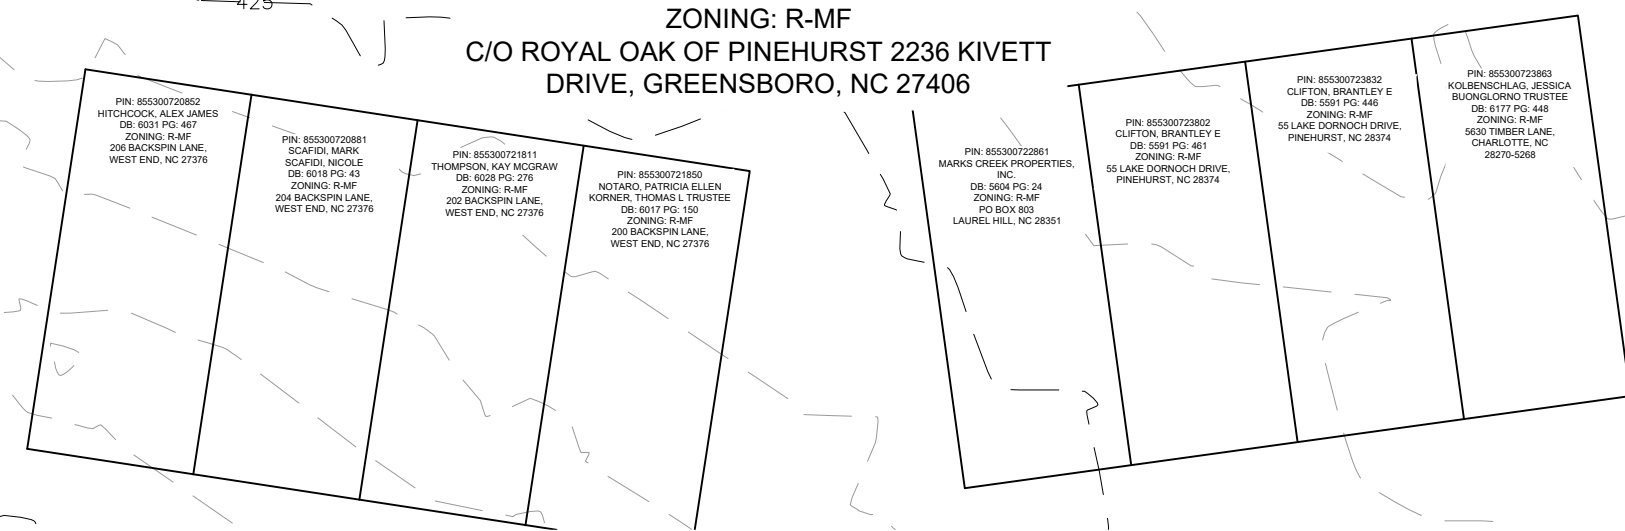 425
ZONING: R-MF
C/O ROYAL OAK OF PINEHURST 2236 KIVETT
DRIVE, GREENSBORO, NC 27406
PIN: 855300720852
HITCHCOCK, ALEX JAMES
DB: 6031 PG: 467
ZONING: R-MF
206 BACKSPIN LANE,
WEST END, NC 27376
PIN: 855300720881
SCAFIDI, MARK
SCAFIDI, NICOLE
DB: 6018 PG: 43
ZONING: R-MF
204 BACKSPIN LANE,
WEST END, NC 27376
PIN: 855300721811
THOMPSON, KAY MCGRAW
DB: 6028 PG: 276
ZONING: R-MF
202 BACKSPIN LANE,
WEST END, NC 27376
PIN: 855300721850
NOTARO, PATRICIA ELLEN
KORNER, THOMAS L TRUSTEE
DB: 6017 PG: 150
ZONING: R-MF
200 BACKSPIN LANE,
WEST END, NC 27376
PIN: 855300722861
MARKS CREEK PROPERTIES,
INC.
DB: 5604 PG: 24
ZONING: R-MF
PO BOX 803
LAUREL HILL, NC 28351
PIN: 855300723802
CLIFTON, BRANTLEY E
DB: 5591 PG: 461
ZONING: R-MF
55 LAKE DORNOCH DRIVE,
PINEHURST, NC 28374
PIN: 855300723832
CLIFTON, BRANTLEY E
DB: 5591 PG: 446
ZONING: R-MF
55 LAKE DORNOCH DRIVE,
PINEHURST, NC 28374
PIN: 855300723863
KOLBENSCHLAG, JESSICA
BUONGLORNO TRUSTEE
DB: 6177 PG: 448
ZONING: R-MF
5630 TIMBER LANE,
CHARLOTTE, NC
28270-5268